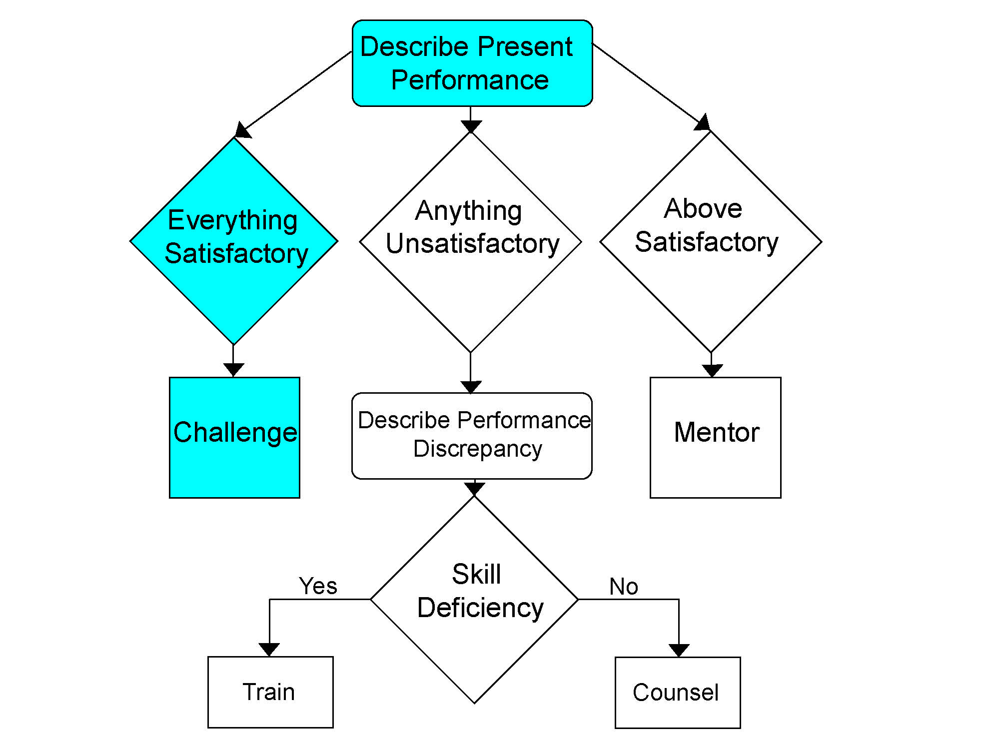 Describe Present
Performance
Everything
Satisfactory
Anything
Unsatisfactory
Above
Satisfactory
Challenge
Describe Performance
Discrepancy
Mentor
Skill
Deficiency
Yes
No
Train
Counsel